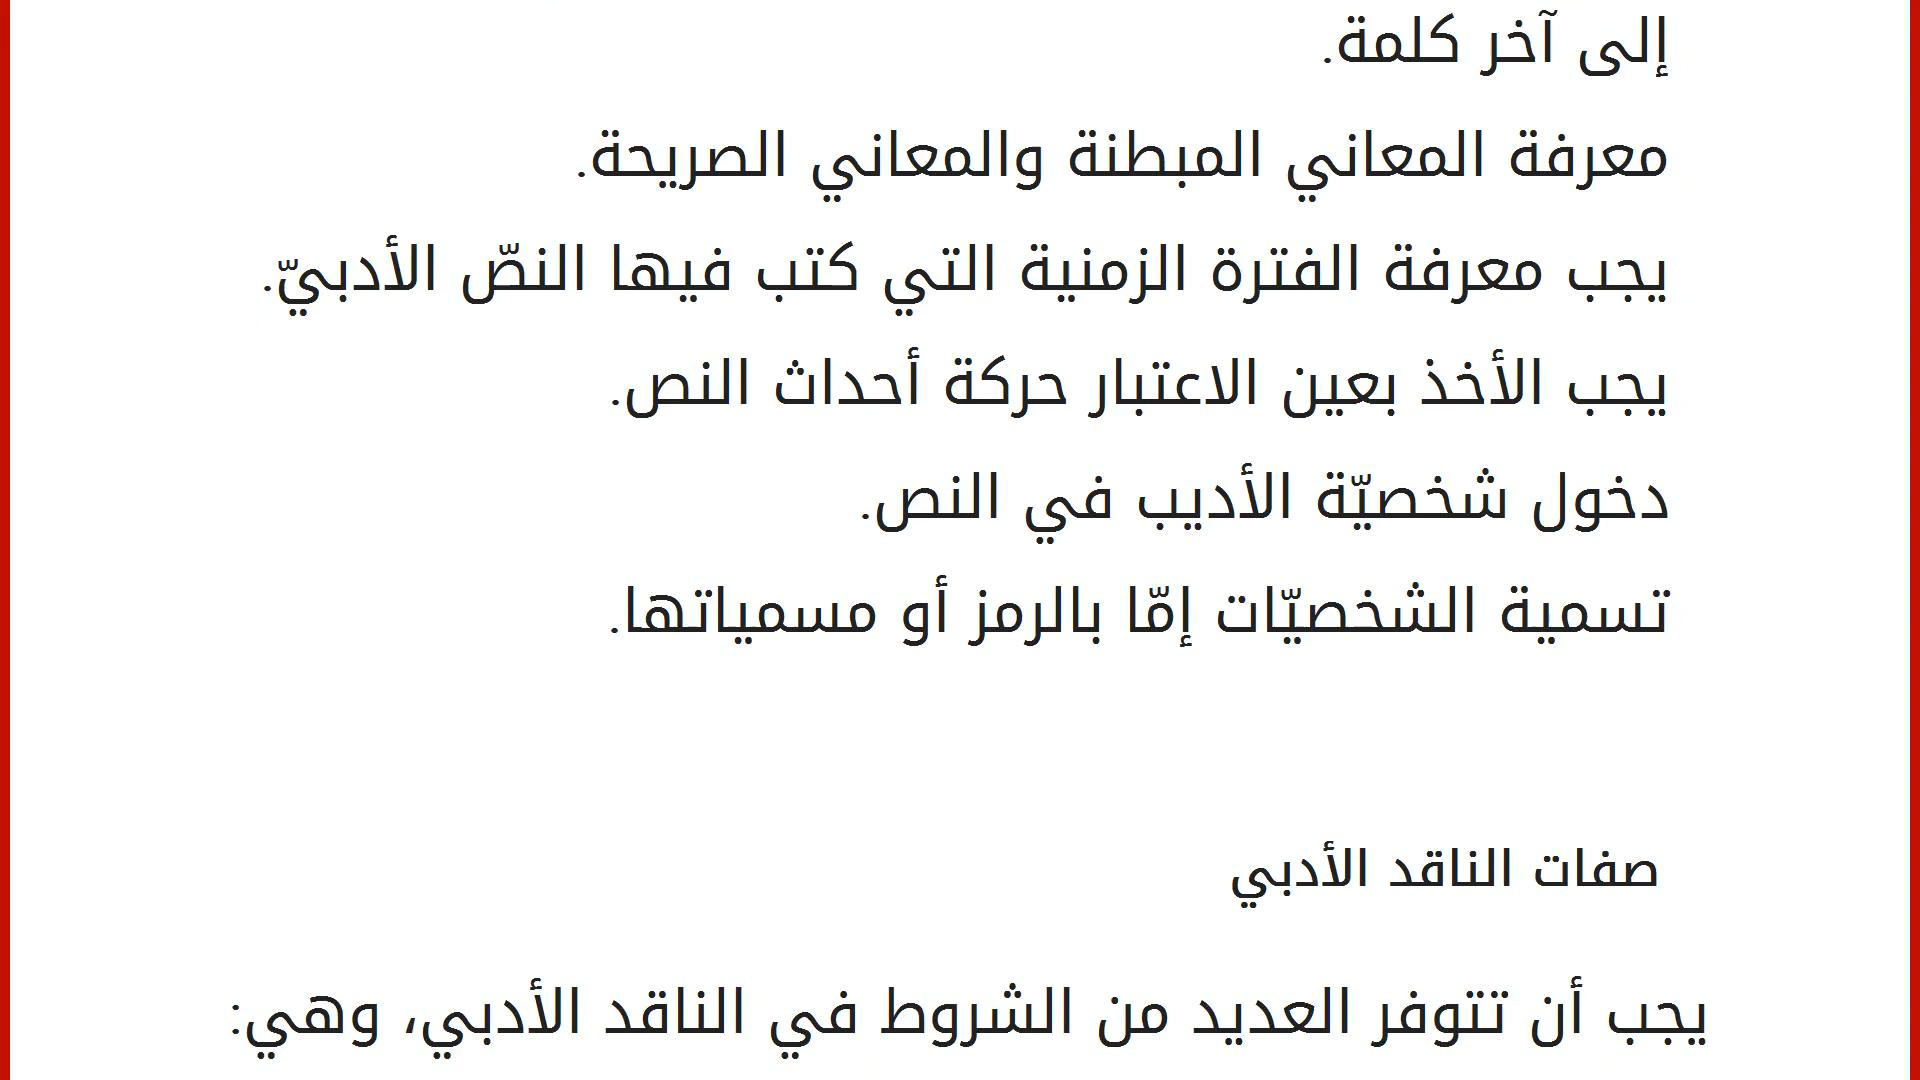 إلى آخر كلمة.
معرفة المعاني المبطنة والمعاني الصريحة.
يجب معرفة الفترة الزمنية التي كتب فيها النصّ الأدبيّ.
يجب الأخذ بعين الاعتبار حركة أحداث النص.
دخول شخصيّة الأديب في النص.
تسمية الشخصيّات إمّا بالرمز أو مسمياتها.
صفات الناقد الأدبي
يجب أن تتوفر العديد من الشروط في الناقد الأدبي، وهي: